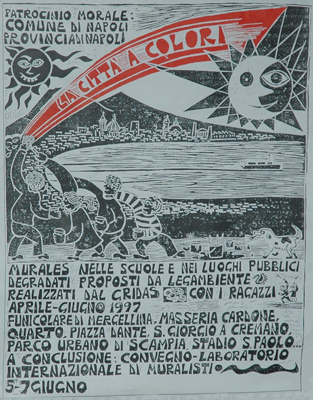 PATROCINIO MORALE:
COMUNE DI NAPOLI
PROVINCIA DI NAPOLI
LA CITTÀ A COLORI
MURALES NELLE SCUOLE E NEI LUOGHI PUBBLICI
DEGRADATI PROPOSTI DA LEGAMBIENTE
REALIZZATI DAL GRIDAS CON I RAGAZZI
APRILE-GIUGNO 1997
FUNICOLARE DI MERGELLINA, MASSERIA CARDONE,
QUARTO, PIAZZA DANTE, S. GIORGIO A CREMANO,
PARCO URBANO DI SCAMPIA STADIO S. PAOLO...
A CONCLUSIONE: CONVEGNO-LABORATORIO
INTERNAZIONALE DI MURALISTI
5-7 GIUGNO